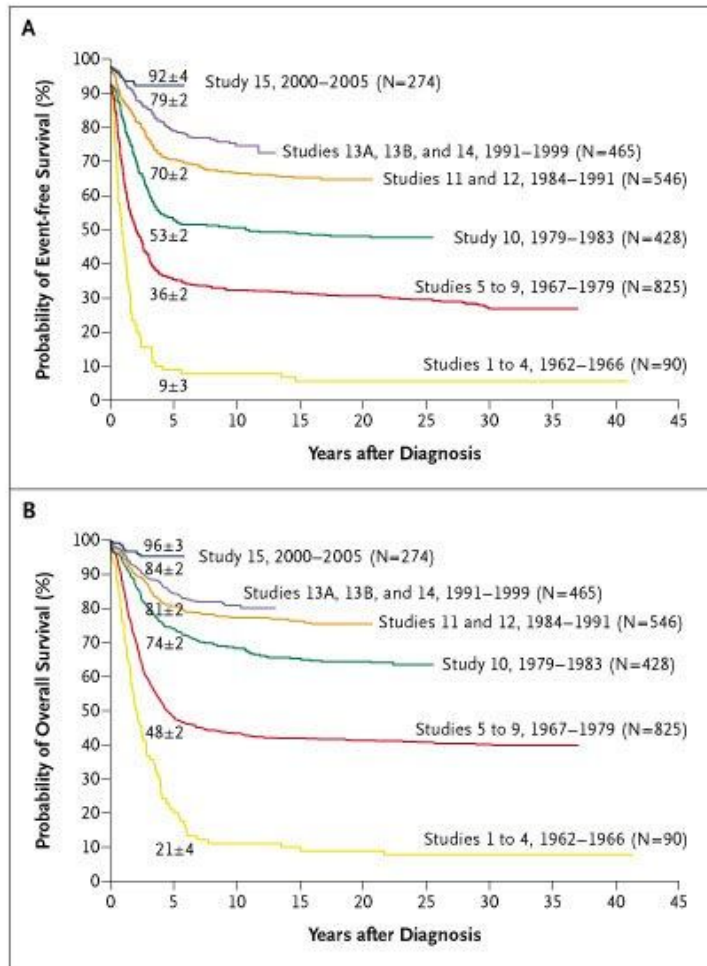 A
Probability of Event-free Survival (%)
100
90
80
70
60
50
40
30
20
10
0
92±4
Study 15, 2000–2005 (N=274)
79±2
Studies 13A, 13B, and 14, 1991–1999 (N=465)
70±2
Studies 11 and 12, 1984–1991 (N=546)
53±2
Study 10, 1979–1983 (N=428)
36±2
Studies 5 to 9, 1967–1979 (N=825)
Studies 1 to 4, 1962–1966 (N=90)
9±3
0 5 10 15 20 25 30 35 40 45
Years after Diagnosis
B
Probability of Overall Survival (%)
100
90
80
70
60
50
40
30
20
10
0
96±3
Study 15, 2000–2005 (N=274)
84±2
Studies 13A, 13B, and 14, 1991–1999 (N=465)
81±2
Studies 11 and 12, 1984–1991 (N=546)
74±2
Study 10, 1979–1983 (N=428)
48±2
Studies 5 to 9, 1967–1979 (N=825)
Studies 1 to 4, 1962–1966 (N=90)
21±4
0 5 10 15 20 25 30 35 40 45
Years after Diagnosis